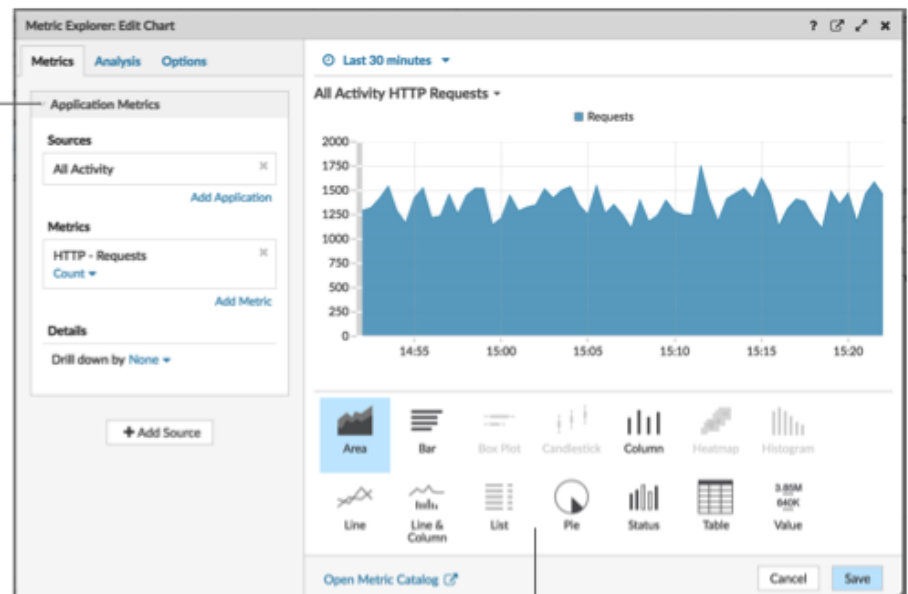 Metric Explorer: Edit Chart
?
Metrics Analysis Options
Last 30 minutes
Application Metrics
Sources
All Activity
Add Application
Metrics
HTTP - Requests
Count
Add Metric
Details
Drill down by None
+ Add Source
All Activity HTTP Requests
Requests
2000
1750
1500
1250
1000
750
500
250
0
14:55 15:00 15:05 15:10 15:15 15:20
Area Bar Box Plot Candlestick Column Heatmap Histogram
3.85M
640K
Line Line & Column List Pie Status Table Value
Open Metric Catalog
Cancel Save